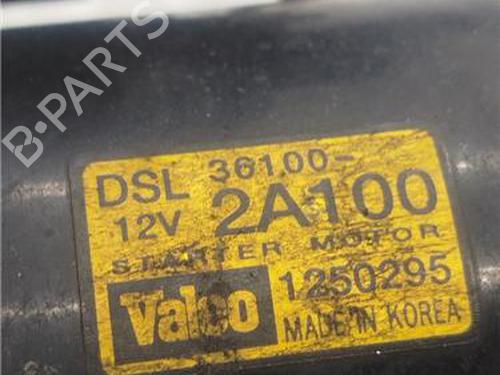 B-PARTS
DSL 36100-
12V 2A100
STARTER MOTOR
Valeo 1250295
MADE IN KOREA